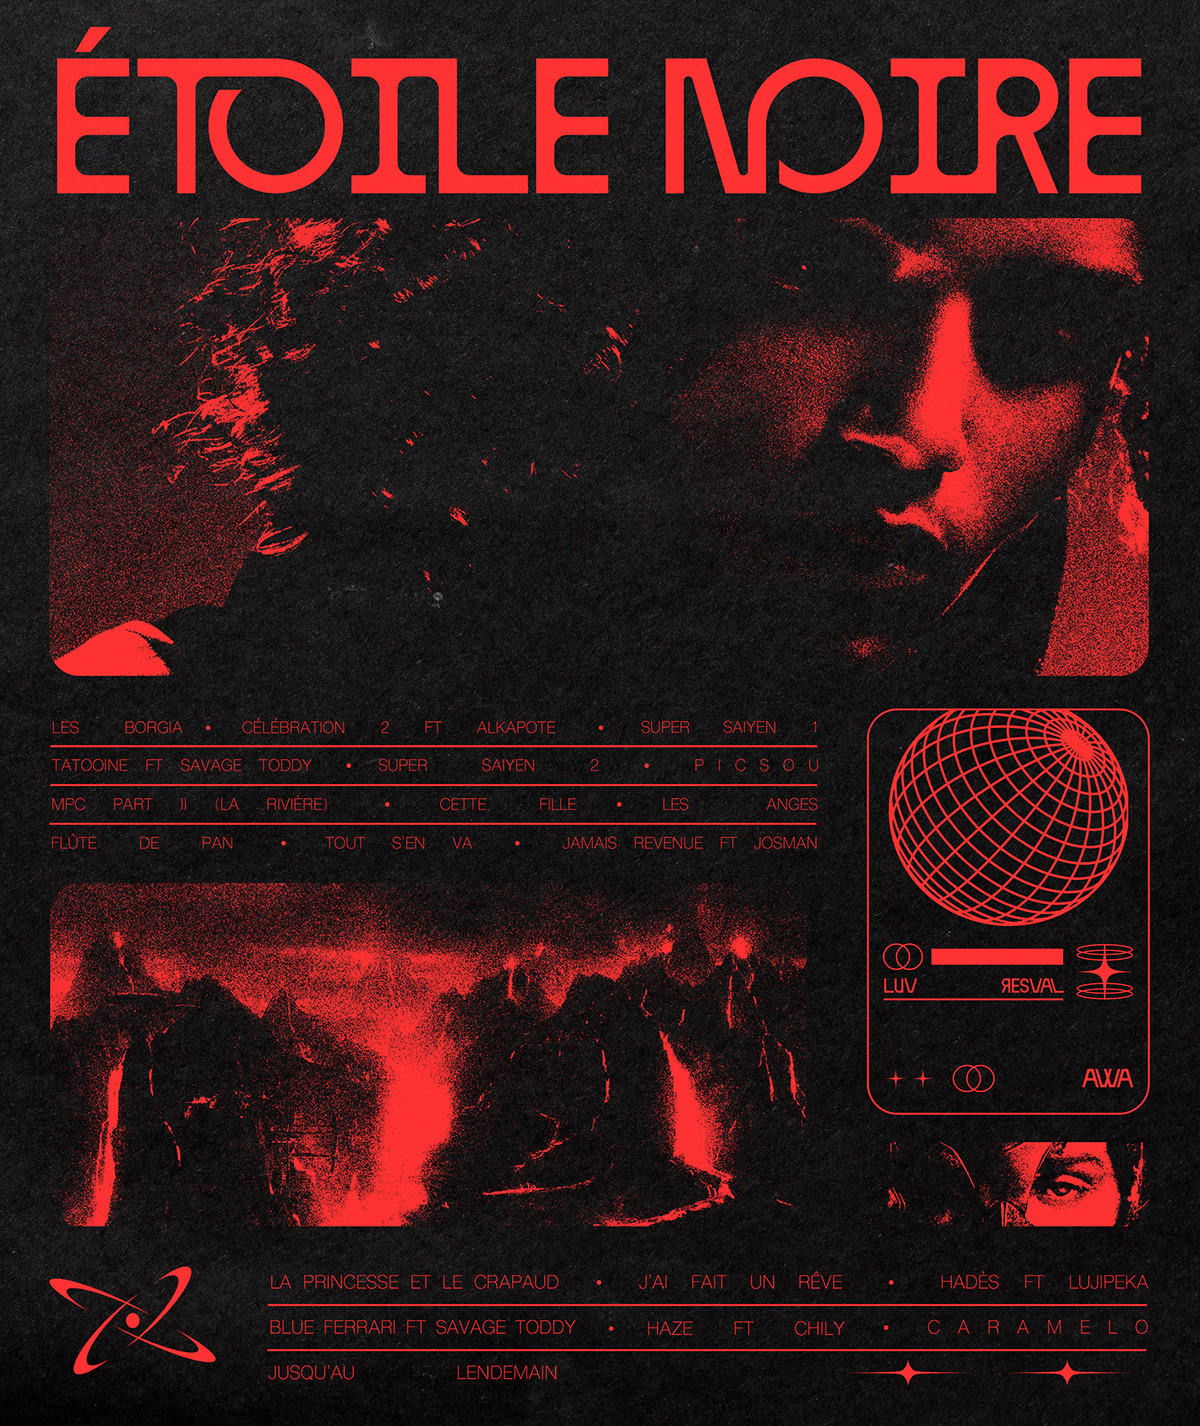 ÉTOILE NOIRE
LES BORGIA • CÉLÉBRATION 2 FT ALKAPOTE • SUPER SAIYEN 1
TATOOINE FT SAVAGE TODDY • SUPER SAIYEN 2 • PICSOU
MPC PART II (LA RIVIÈRE) • CETTE FILLE • LES ANGES
FLÛTE DE PAN • TOUT S'EN VA • JAMAIS REVENUE FT JOSMAN
LUV RESVAL
AWA
LA PRINCESSE ET LE CRAPAUD • J'AI FAIT UN RÊVE • HADÈS FT LUJIPEKA
BLUE FERRARI FT SAVAGE TODDY • HAZE FT CHILY • CARAMELO
JUSQU'AU LENDEMAIN